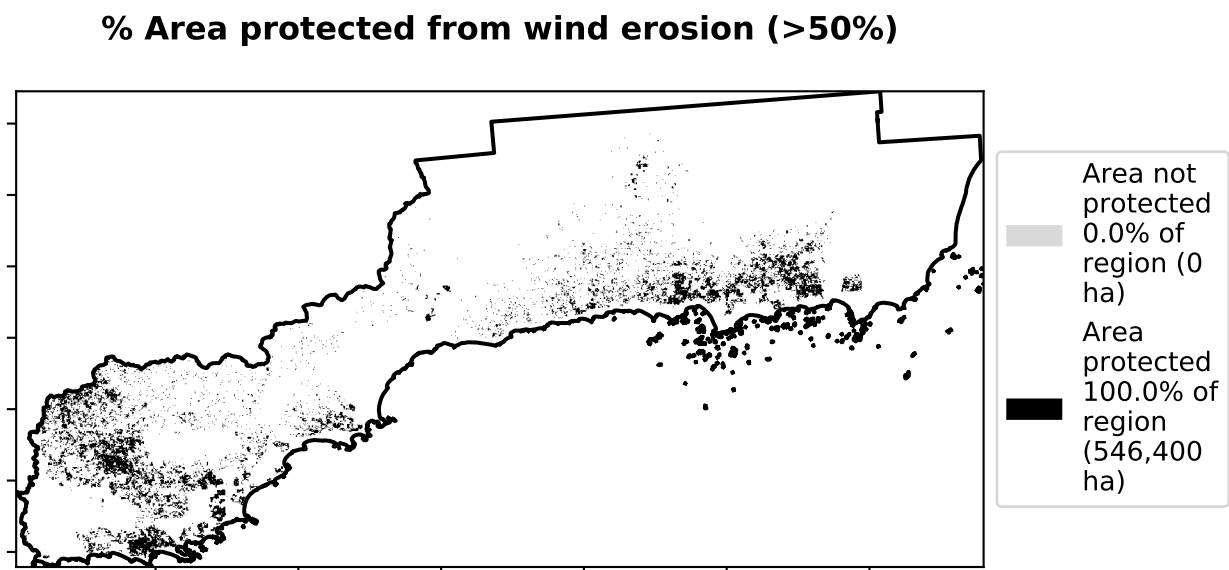 % Area protected from wind erosion (>50%)
Area not
protected
0.0% of
region (0
ha)
Area
protected
100.0% of
region
(546,400
ha)